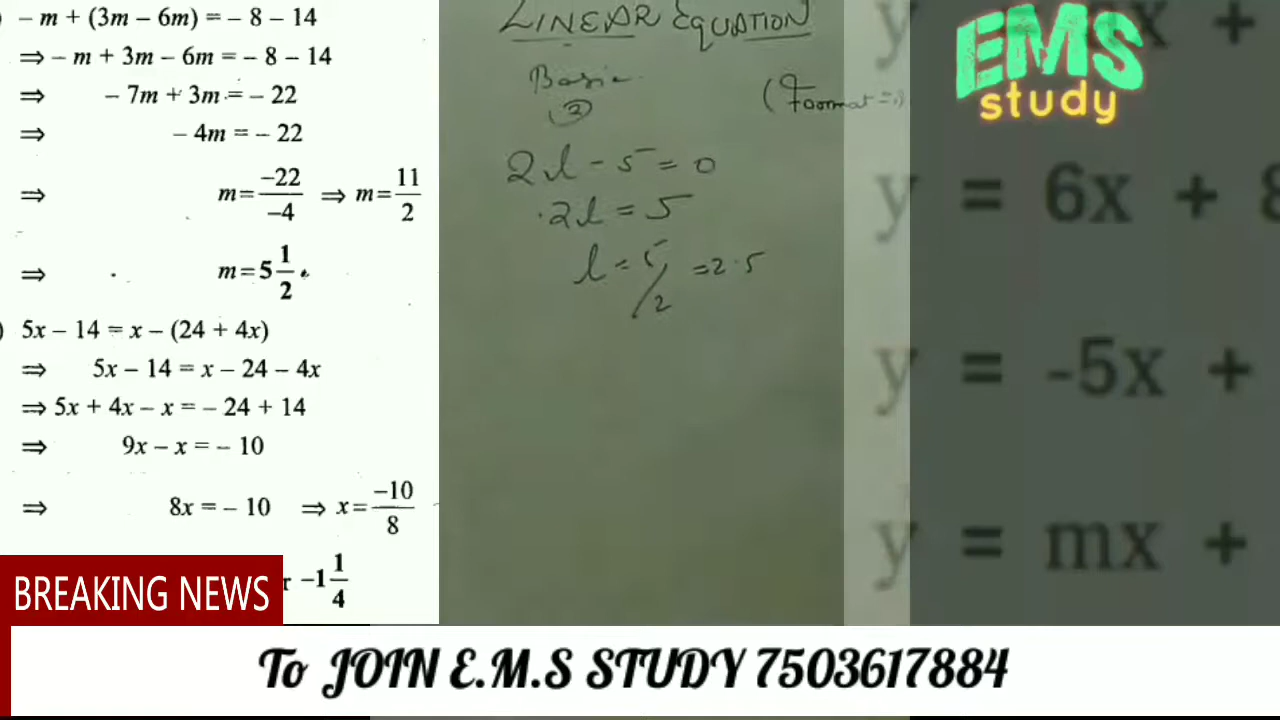 – m + (3m – 6m) = – 8 – 14
⇒ – m + 3m – 6m = – 8 – 14
⇒ – 7m + 3m = – 22
⇒ – 4m = – 22
⇒ m = -22/-4 ⇒ m = 11/2
⇒ m = 5 1/2
5x – 14 = x – (24 + 4x)
⇒ 5x – 14 = x – 24 – 4x
⇒ 5x + 4x – x = – 24 + 14
⇒ 9x – x = – 10
⇒ 8x = – 10 ⇒ x = -10/8
r –1 1/4
LINEAR EQUATION
Basic
②
2l - 5 = 0
2l = 5
l = 5/2 = 2.5
EMS
study
y = 6x + 8
y = -5x +
y = mx +
BREAKING NEWS
To JOIN E.M.S STUDY 7503617884